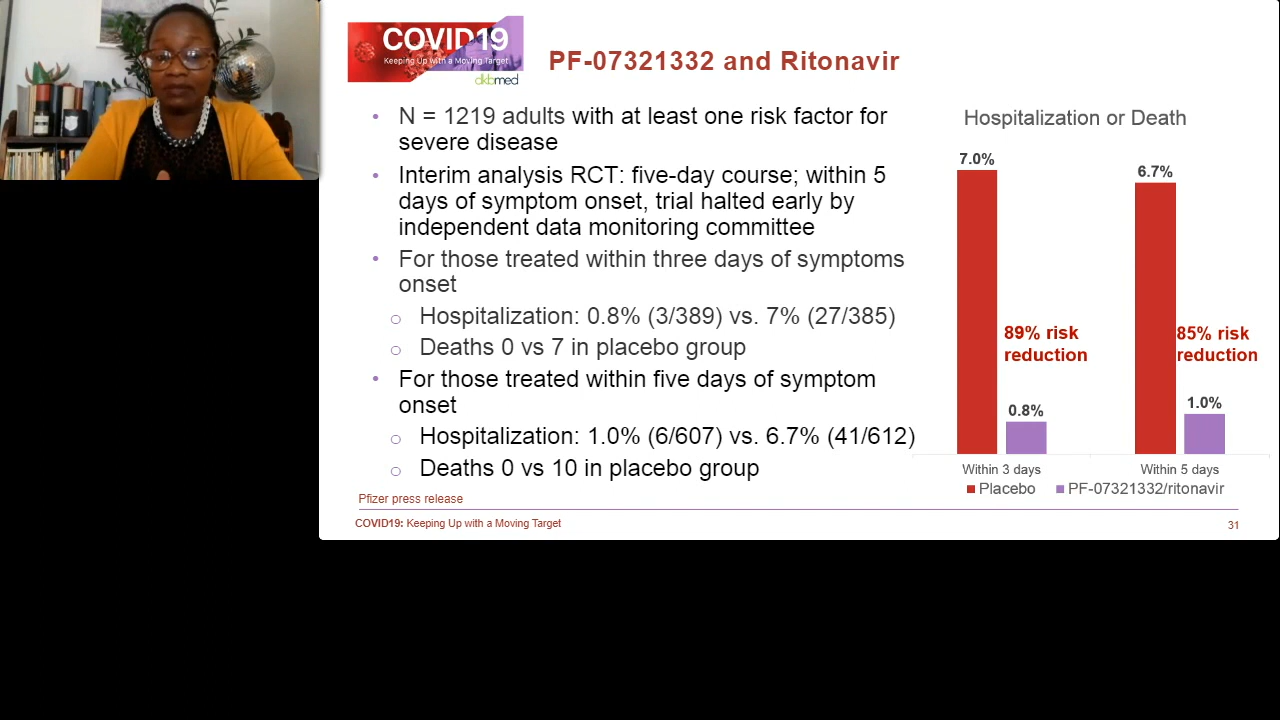 COVID19
Keeping Up with a Moving Target
dkbmed
PF-07321332 and Ritonavir
• N = 1219 adults with at least one risk factor for
severe disease
• Interim analysis RCT: five-day course; within 5
days of symptom onset, trial halted early by
independent data monitoring committee
• For those treated within three days of symptoms
onset
o Hospitalization: 0.8% (3/389) vs. 7% (27/385)
o Deaths 0 vs 7 in placebo group
• For those treated within five days of symptom
onset
o Hospitalization: 1.0% (6/607) vs. 6.7% (41/612)
o Deaths 0 vs 10 in placebo group
Hospitalization or Death
7.0%
6.7%
89% risk
reduction
85% risk
reduction
0.8%
1.0%
Within 3 days
Within 5 days
Placebo
PF-07321332/ritonavir
Pfizer press release
COVID19: Keeping Up with a Moving Target
31